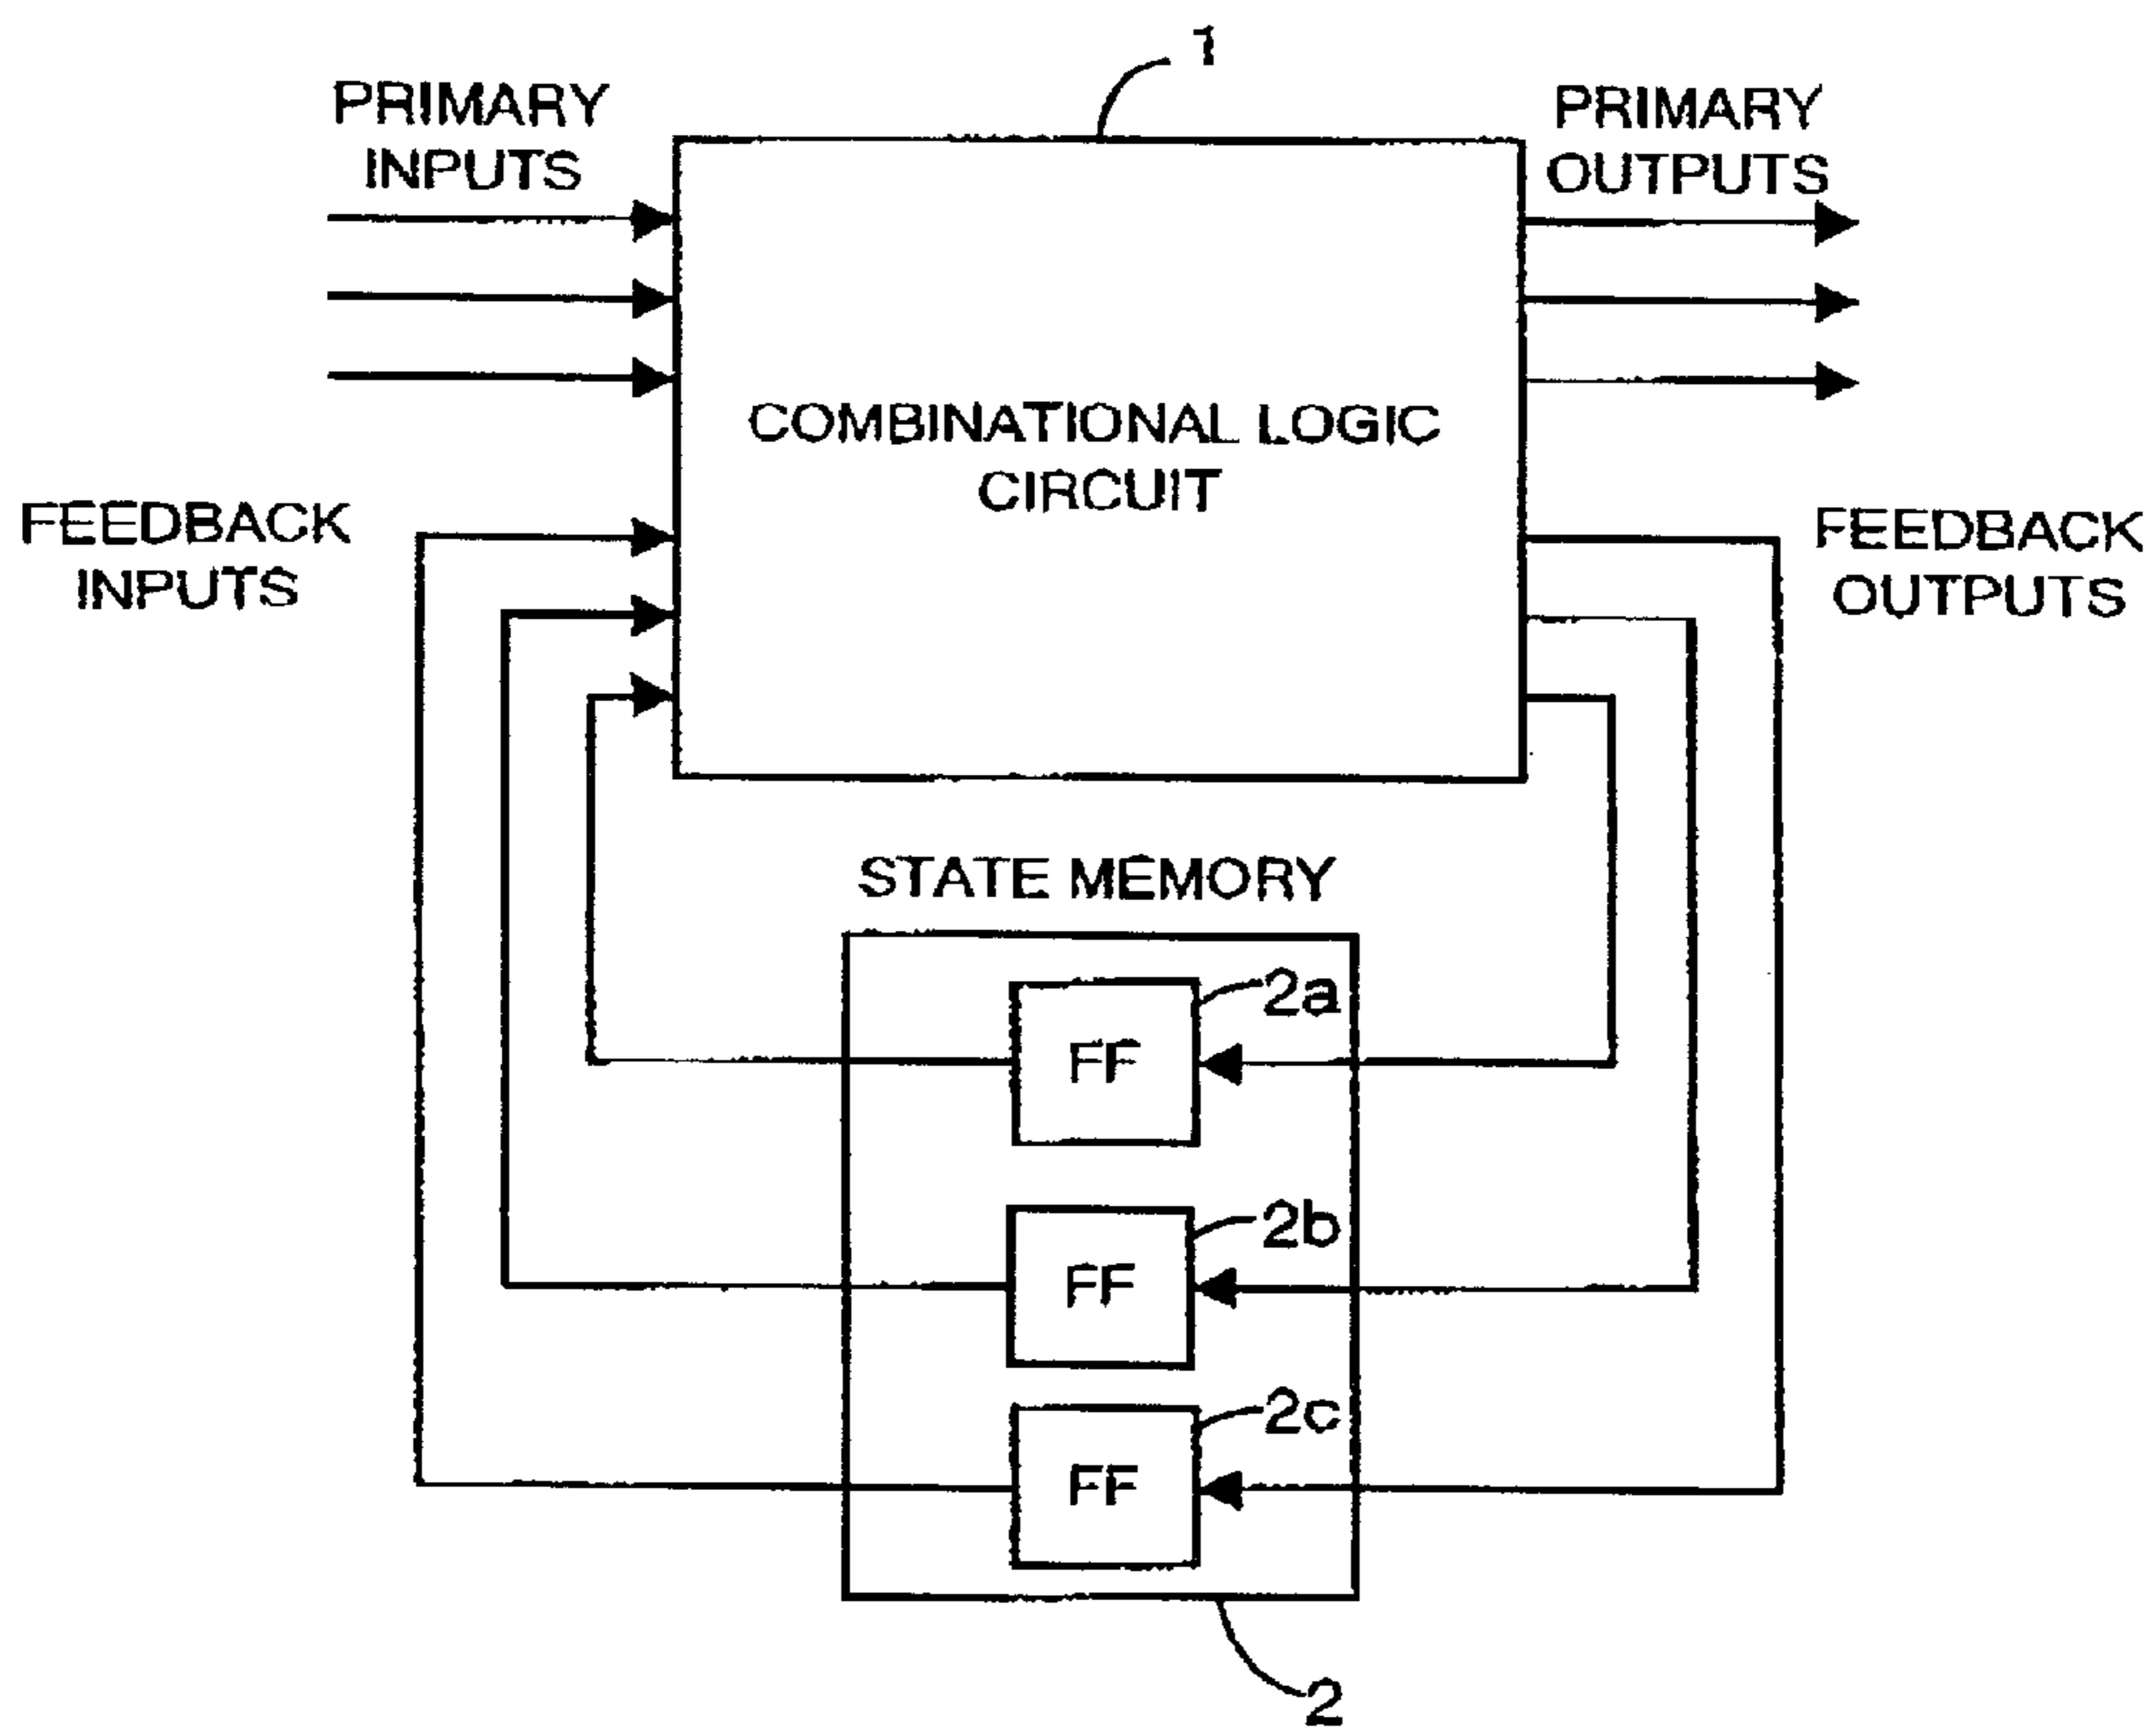 1
PRIMARY
INPUTS
PRIMARY
OUTPUTS
COMBINATIONAL LOGIC
CIRCUIT
FEEDBACK
INPUTS
FEEDBACK
OUTPUTS
STATE MEMORY
2a
FF
2b
FF
2c
FF
2